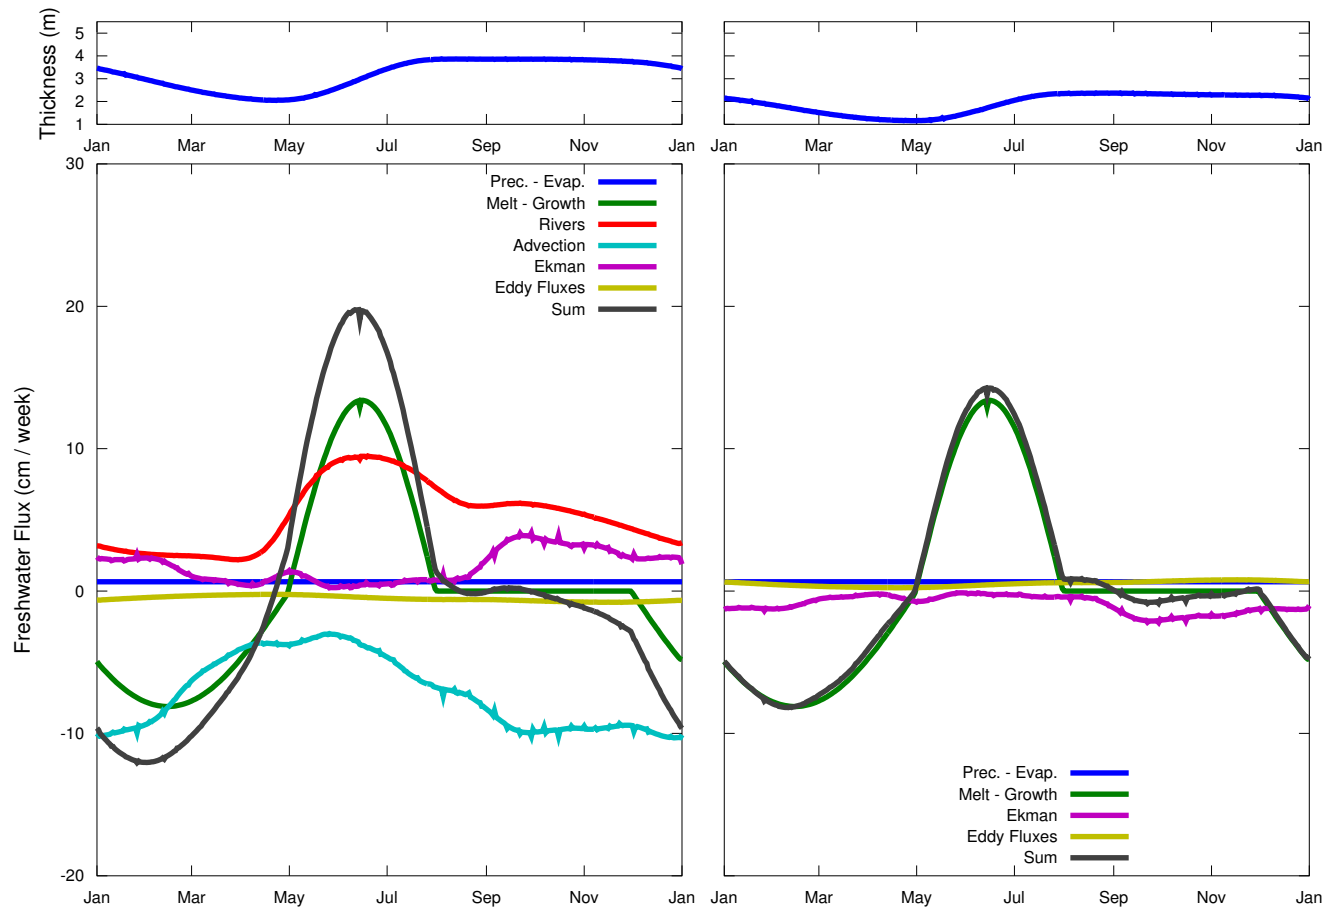 Thickness (m)
5
4
3
2
1
Jan Mar May Jul Sep Nov Jan
Jan Mar May Jul Sep Nov Jan
Freshwater Flux (cm / week)
30
20
10
0
-10
-20
Prec. - Evap.
Melt - Growth
Rivers
Advection
Ekman
Eddy Fluxes
Sum
Jan Mar May Jul Sep Nov Jan
Prec. - Evap.
Melt - Growth
Ekman
Eddy Fluxes
Sum
Jan Mar May Jul Sep Nov Jan